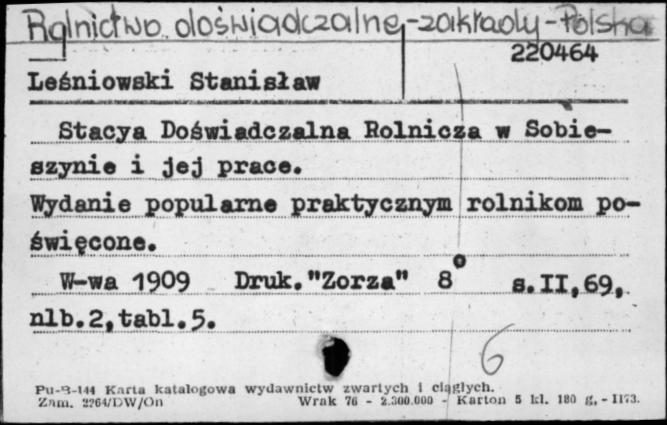 Rolnictwo doświadczalne-zakłady-Polska
220464
Leśniowski Stanisław
Stacya Doświadczalna Rolnicza w Sobie-
szynie i jej prace.
Wydanie popularne praktycznym rolnikom po-
święcone.
W-wa 1909 Druk."Zorza" 8° s.II,69,
nlb.2,tabl.5.
6
Pu-B-144 Karta katalogowa wydawnictw zwartych i ciągłych.
Zam. 2264/DW/On Wrak 76 - 2.300.000 - Karton 5 kl. 180 g. - II73.